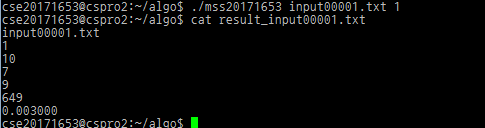 cse20171653@cspro2:~/algo$ ./mss20171653 input00001.txt 1
cse20171653@cspro2:~/algo$ cat result_input00001.txt
input00001.txt
1
10
7
9
649
0.003000
cse20171653@cspro2:~/algo$